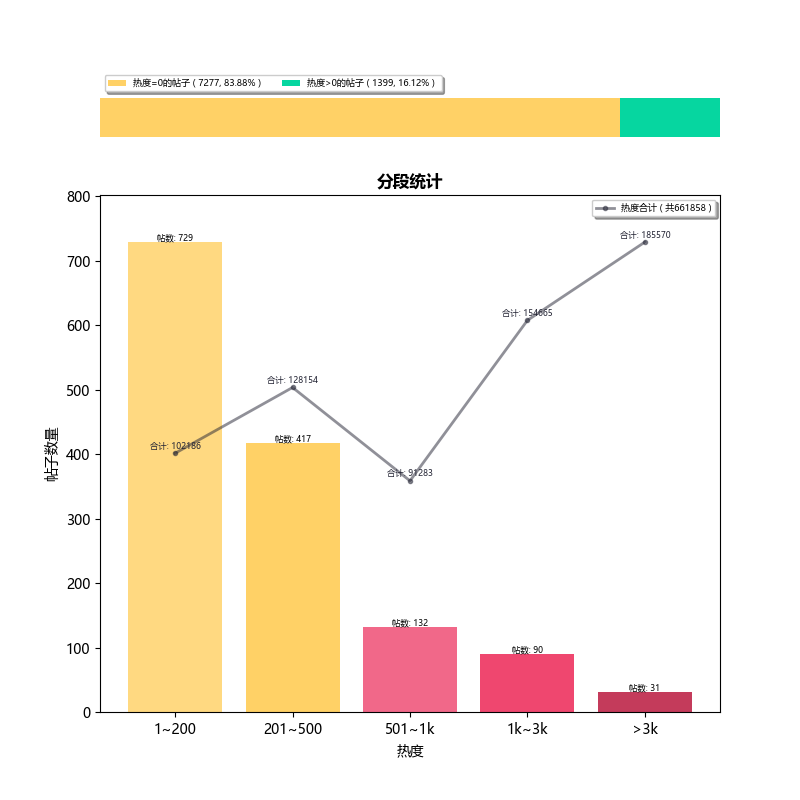 热度=0的帖子 ( 7277, 83.88% ) 热度>0的帖子 ( 1399, 16.12% )
分段统计
热度合计 ( 共661858 )
800
700
600
500
400
300
200
100
0
帖子数量
帖数: 729
帖数: 417
帖数: 132
帖数: 90
帖数: 31
合计: 102186
合计: 128154
合计: 91283
合计: 154665
合计: 185570
1~200 201~500 501~1k 1k~3k >3k
热度